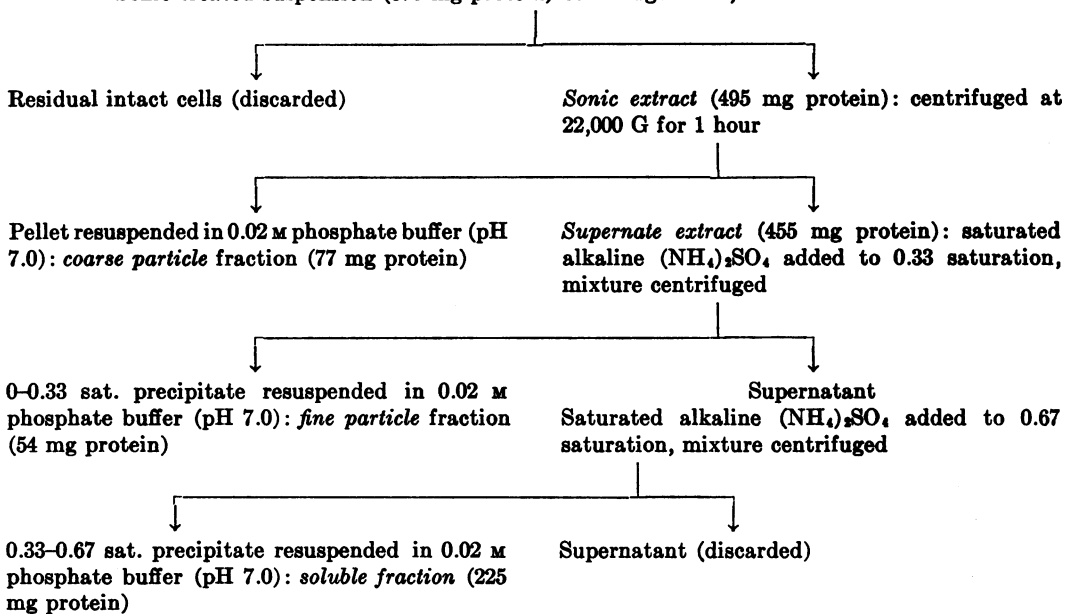 Residual intact cells (discarded)
Sonic extract (495 mg protein): centrifuged at
22,000 G for 1 hour
Pellet resuspended in 0.02 M phosphate buffer (pH
7.0): coarse particle fraction (77 mg protein)
Supernate extract (455 mg protein): saturated
alkaline (NH₄)₂SO₄ added to 0.33 saturation,
mixture centrifuged
0–0.33 sat. precipitate resuspended in 0.02 M
phosphate buffer (pH 7.0): fine particle fraction
(54 mg protein)
Supernatant
Saturated alkaline (NH₄)₂SO₄ added to 0.67
saturation, mixture centrifuged
0.33–0.67 sat. precipitate resuspended in 0.02 M
phosphate buffer (pH 7.0): soluble fraction (225
mg protein)
Supernatant (discarded)